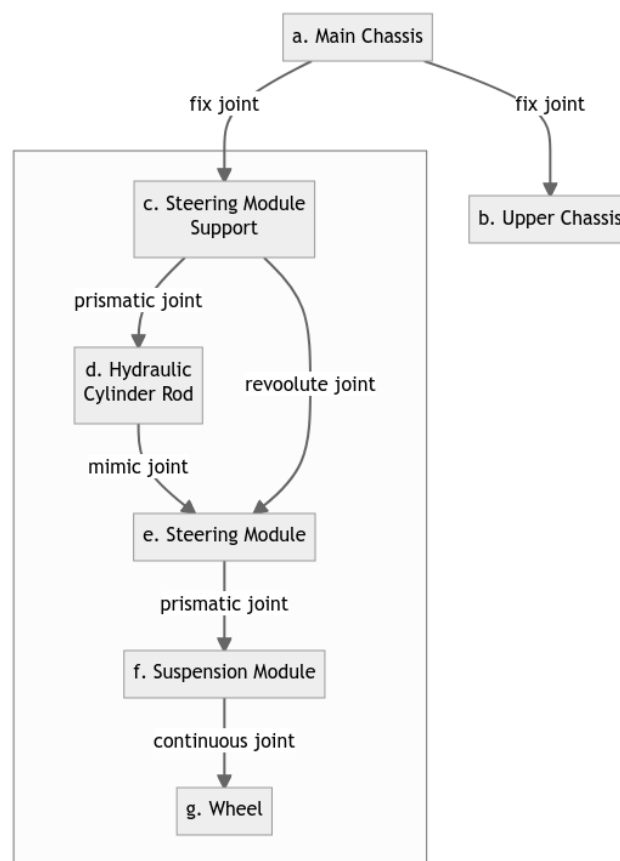 a. Main Chassis
fix joint
fix joint
c. Steering Module
Support
b. Upper Chassis
prismatic joint
d. Hydraulic
Cylinder Rod
revoolute joint
mimic joint
e. Steering Module
prismatic joint
f. Suspension Module
continuous joint
g. Wheel